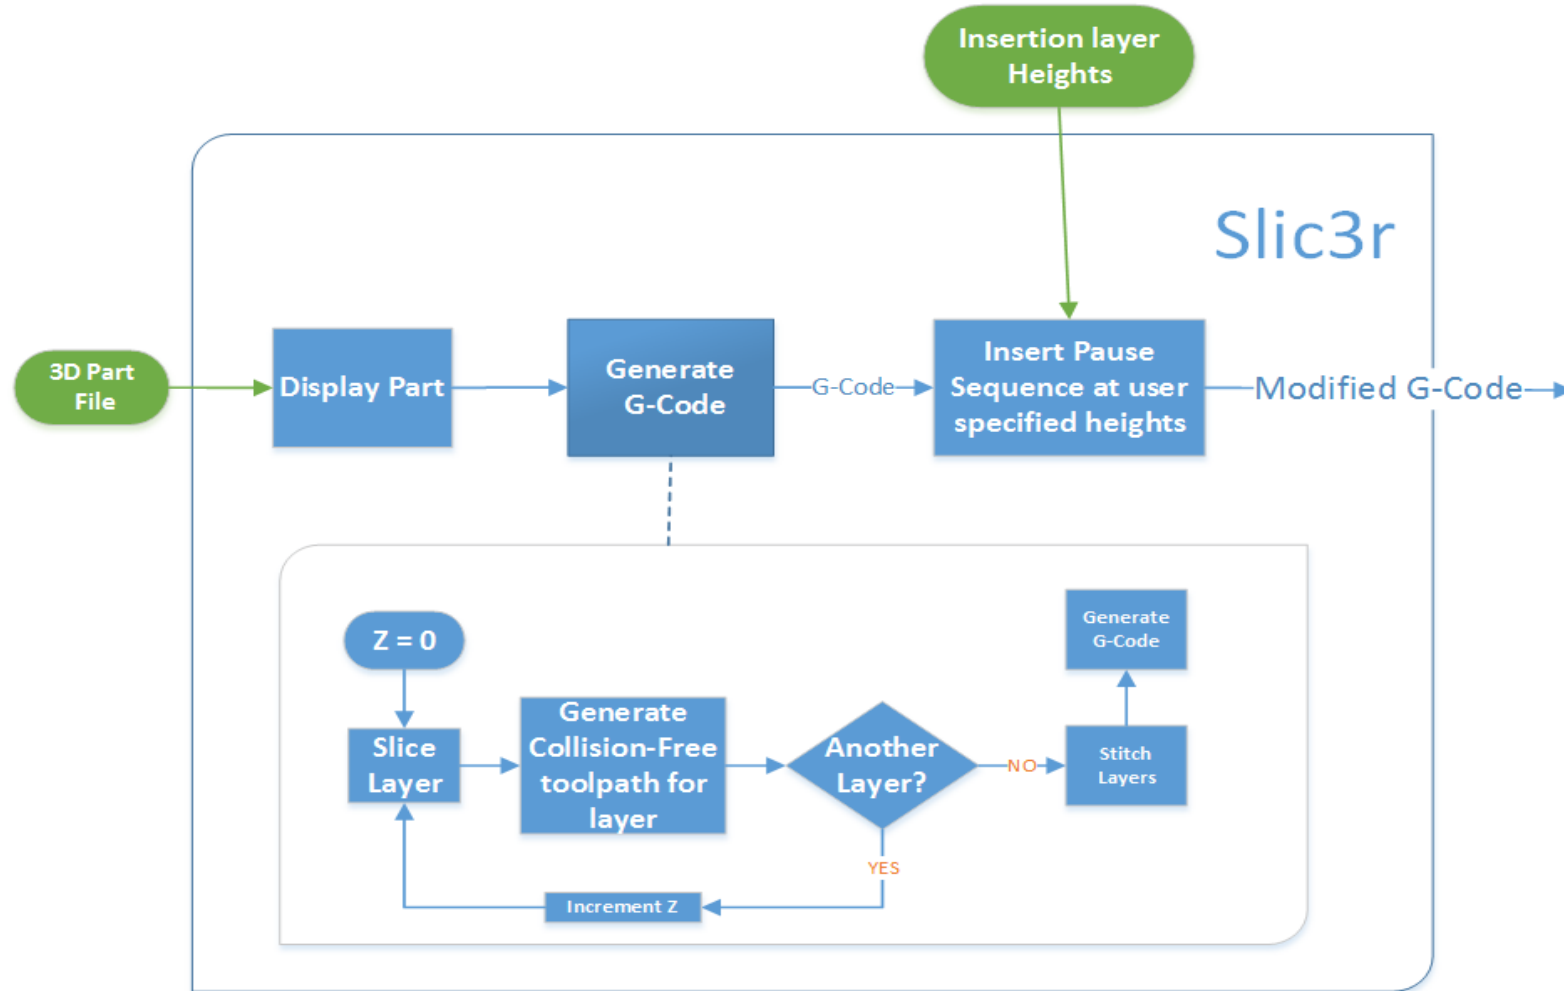 Insertion layer
Heights
Slic3r
3D Part
File
Display Part
Generate
G-Code
G-Code
Insert Pause
Sequence at user
specified heights
Modified G-Code
Z = 0
Slice
Layer
Generate
Collision-Free
toolpath for
layer
Another
Layer?
NO
Generate
G-Code
Stitch
Layers
YES
Increment Z